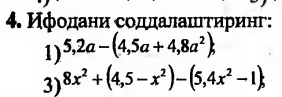 4. Ифодани соддалаштиринг:
1) 5,2a – (4,5a + 4,8a²);
3) 8x² + (4,5 – x²) – (5,4x² – 1);